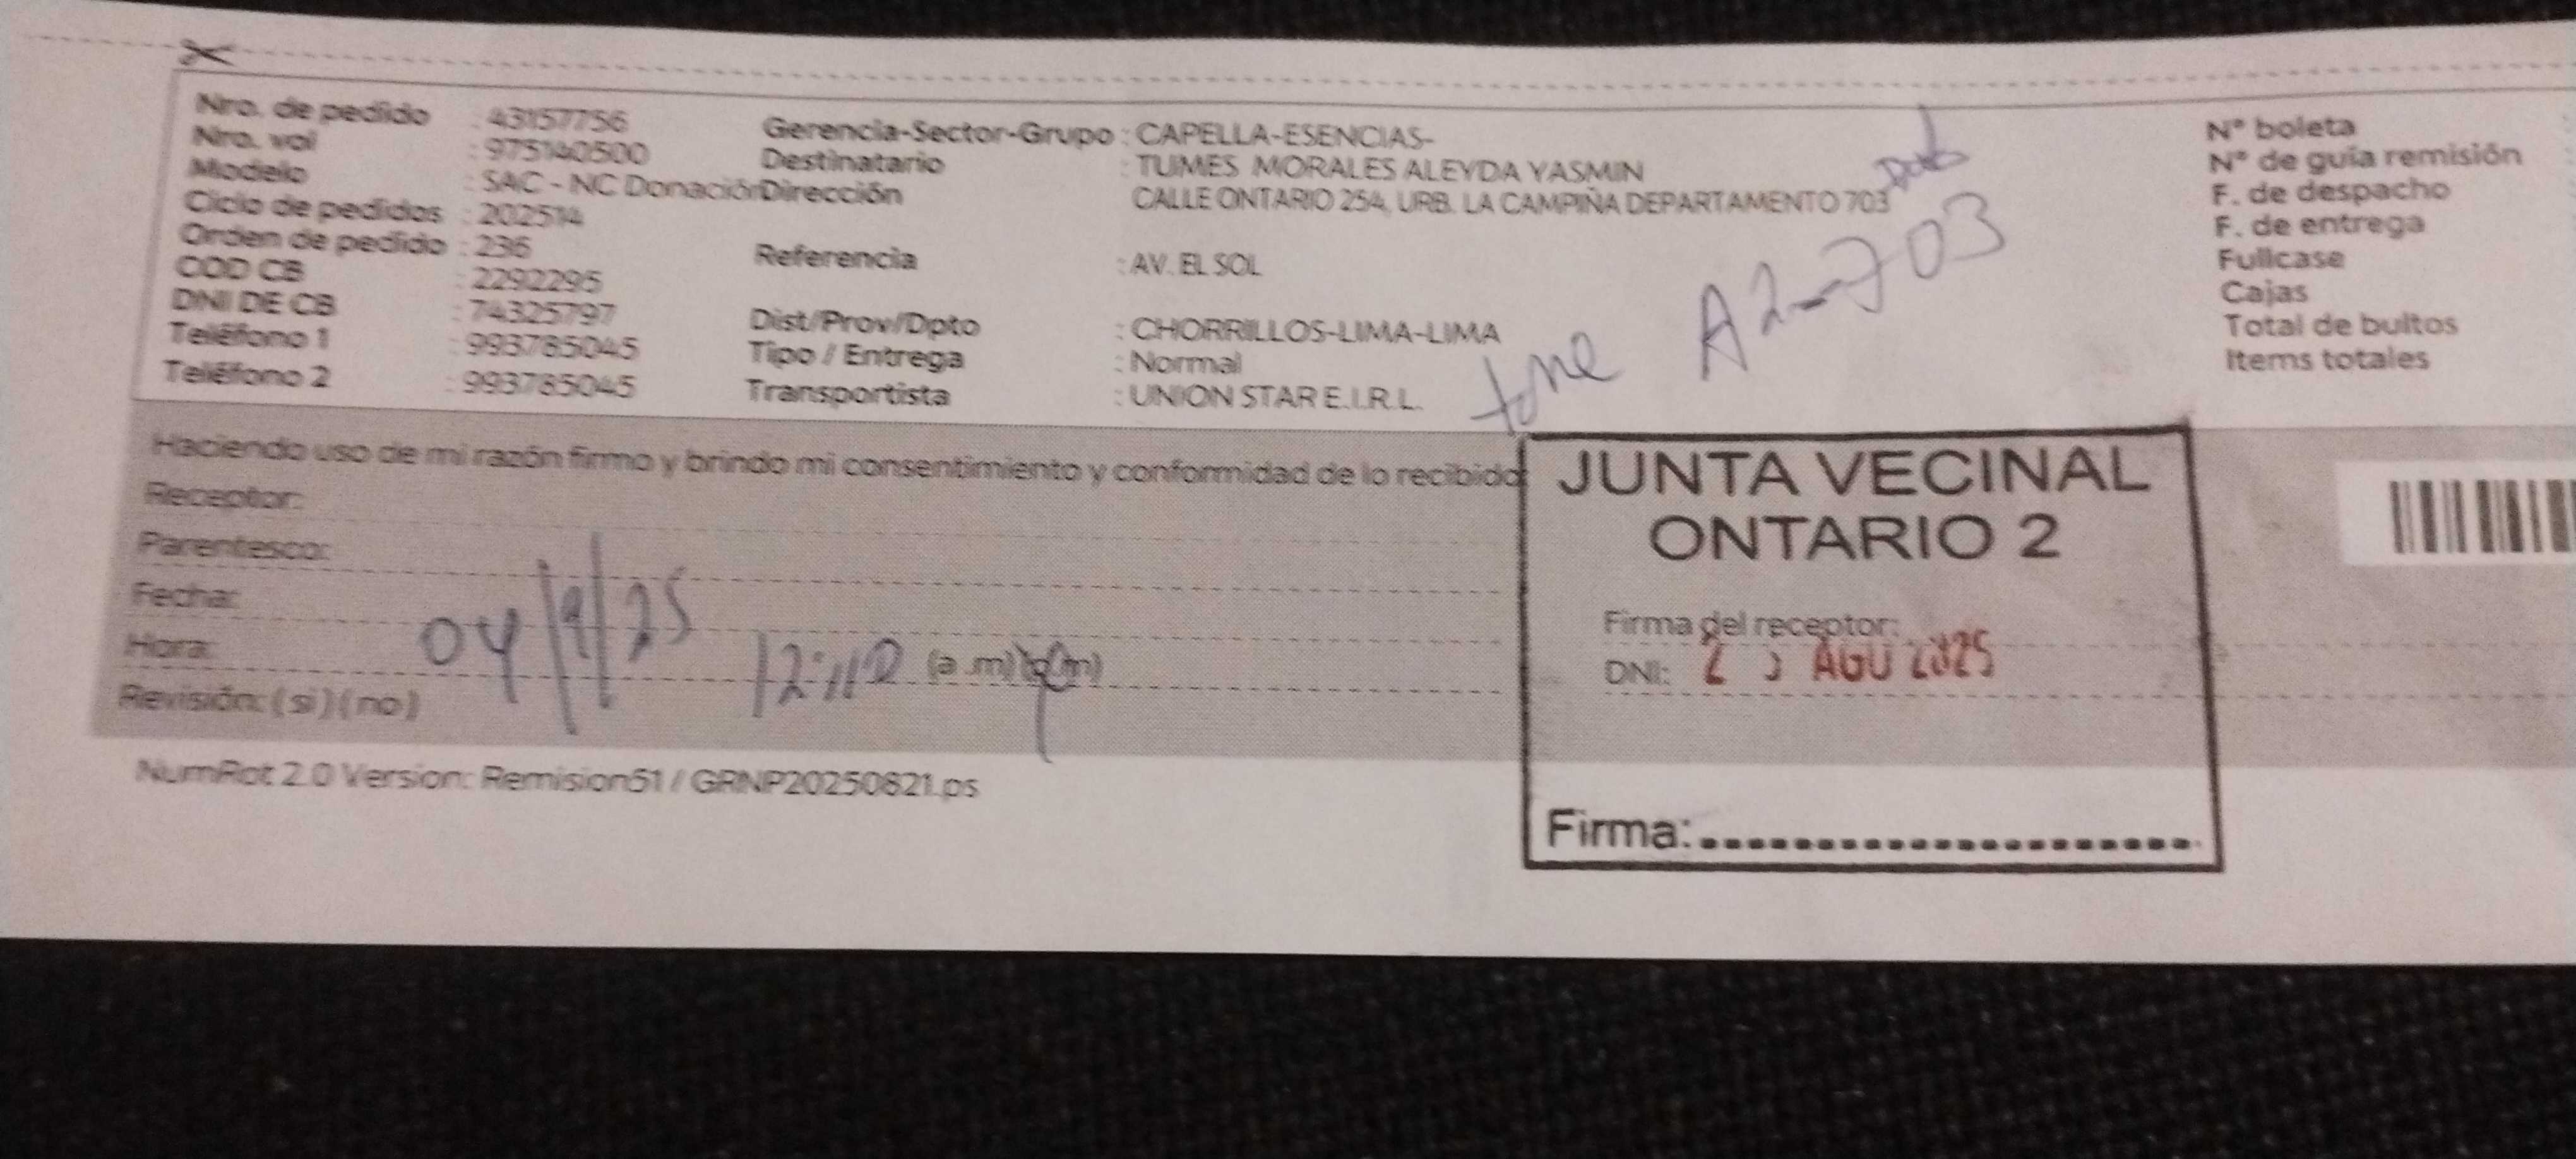 Nro. de pedido : 43157756
Nro. vol : 975140500
Modelo : SAC - NC Donación
Ciclo de pedidos : 202514
Orden de pedido : 236
COD CB : 2292295
DNI DE CB : 74325797
Teléfono 1 : 993785045
Teléfono 2 : 993785045
Gerencia-Sector-Grupo : CAPELLA-ESENCIAS-
Destinatario : TUMES MORALES ALEYDA YASMIN
Dirección CALLE ONTARIO 254, URB. LA CAMPIÑA DEPARTAMENTO 703
Referencia : AV. EL SOL
Dist/Prov/Dpto : CHORRILLOS-LIMA-LIMA
Tipo / Entrega : Normal
Transportista : UNION STAR E.I.R.L.
A2-703
N° boleta
N° de guía remisión
F. de despacho
F. de entrega
Fullcase
Cajas
Total de bultos
Items totales
Haciendo uso de mi razón firmo y brindo mi consentimiento y conformidad de lo recibido
Receptor:
Parentesco:
Fecha: 04/9/25
Hora: 12:10 (a.m) (p.m)
Revisión: (si) (no)
JUNTA VECINAL
ONTARIO 2
Firma del receptor:
DNI: AGO 2025
Firma:
NumRot 2.0 Version: Remision51 / GRNP20250821.ps